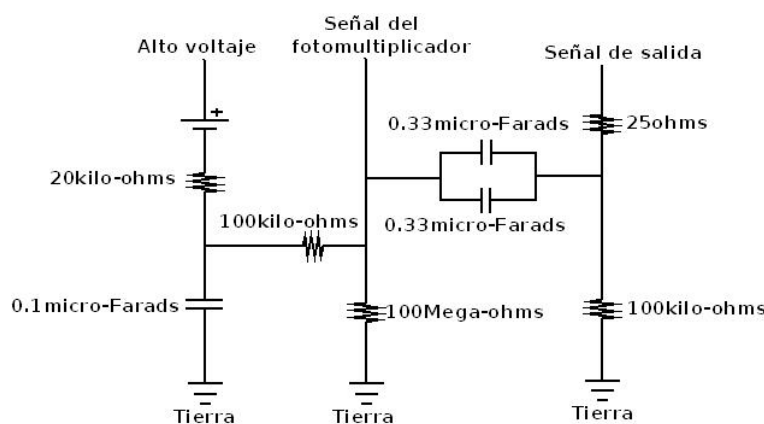 Alto voltaje
Señal del
fotomultiplicador
Señal de salida
+
0.33micro-Farads
25ohms
20kilo-ohms
100kilo-ohms
0.33micro-Farads
0.1micro-Farads
100Mega-ohms
100kilo-ohms
Tierra
Tierra
Tierra